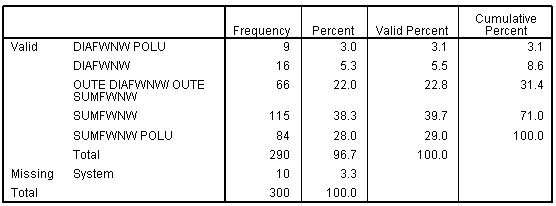 Frequency Percent Valid Percent Cumulative Percent
Valid DIAFWNW POLU 9 3.0 3.1 3.1
DIAFWNW 16 5.3 5.5 8.6
OUTE DIAFWNW/ OUTE SUMFWNW 66 22.0 22.8 31.4
SUMFWNW 115 38.3 39.7 71.0
SUMFWNW POLU 84 28.0 29.0 100.0
Total 290 96.7 100.0
Missing System 10 3.3
Total 300 100.0